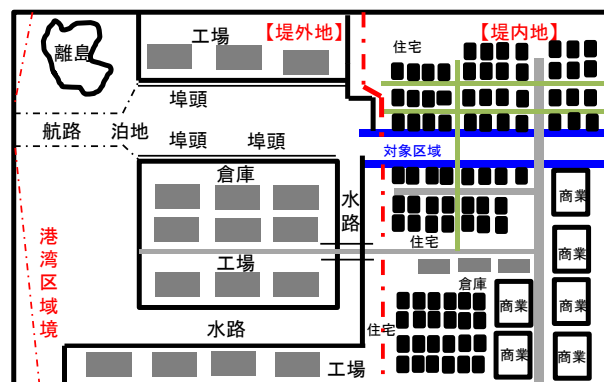 工場
【堤外地】
住宅
【堤内地】
離島
埠頭
航路
泊地
埠頭
埠頭
対象区域
倉庫
水路
商業
住宅
港湾区域境
工場
商業
倉庫
商業
商業
水路
住宅
工場
商業
商業